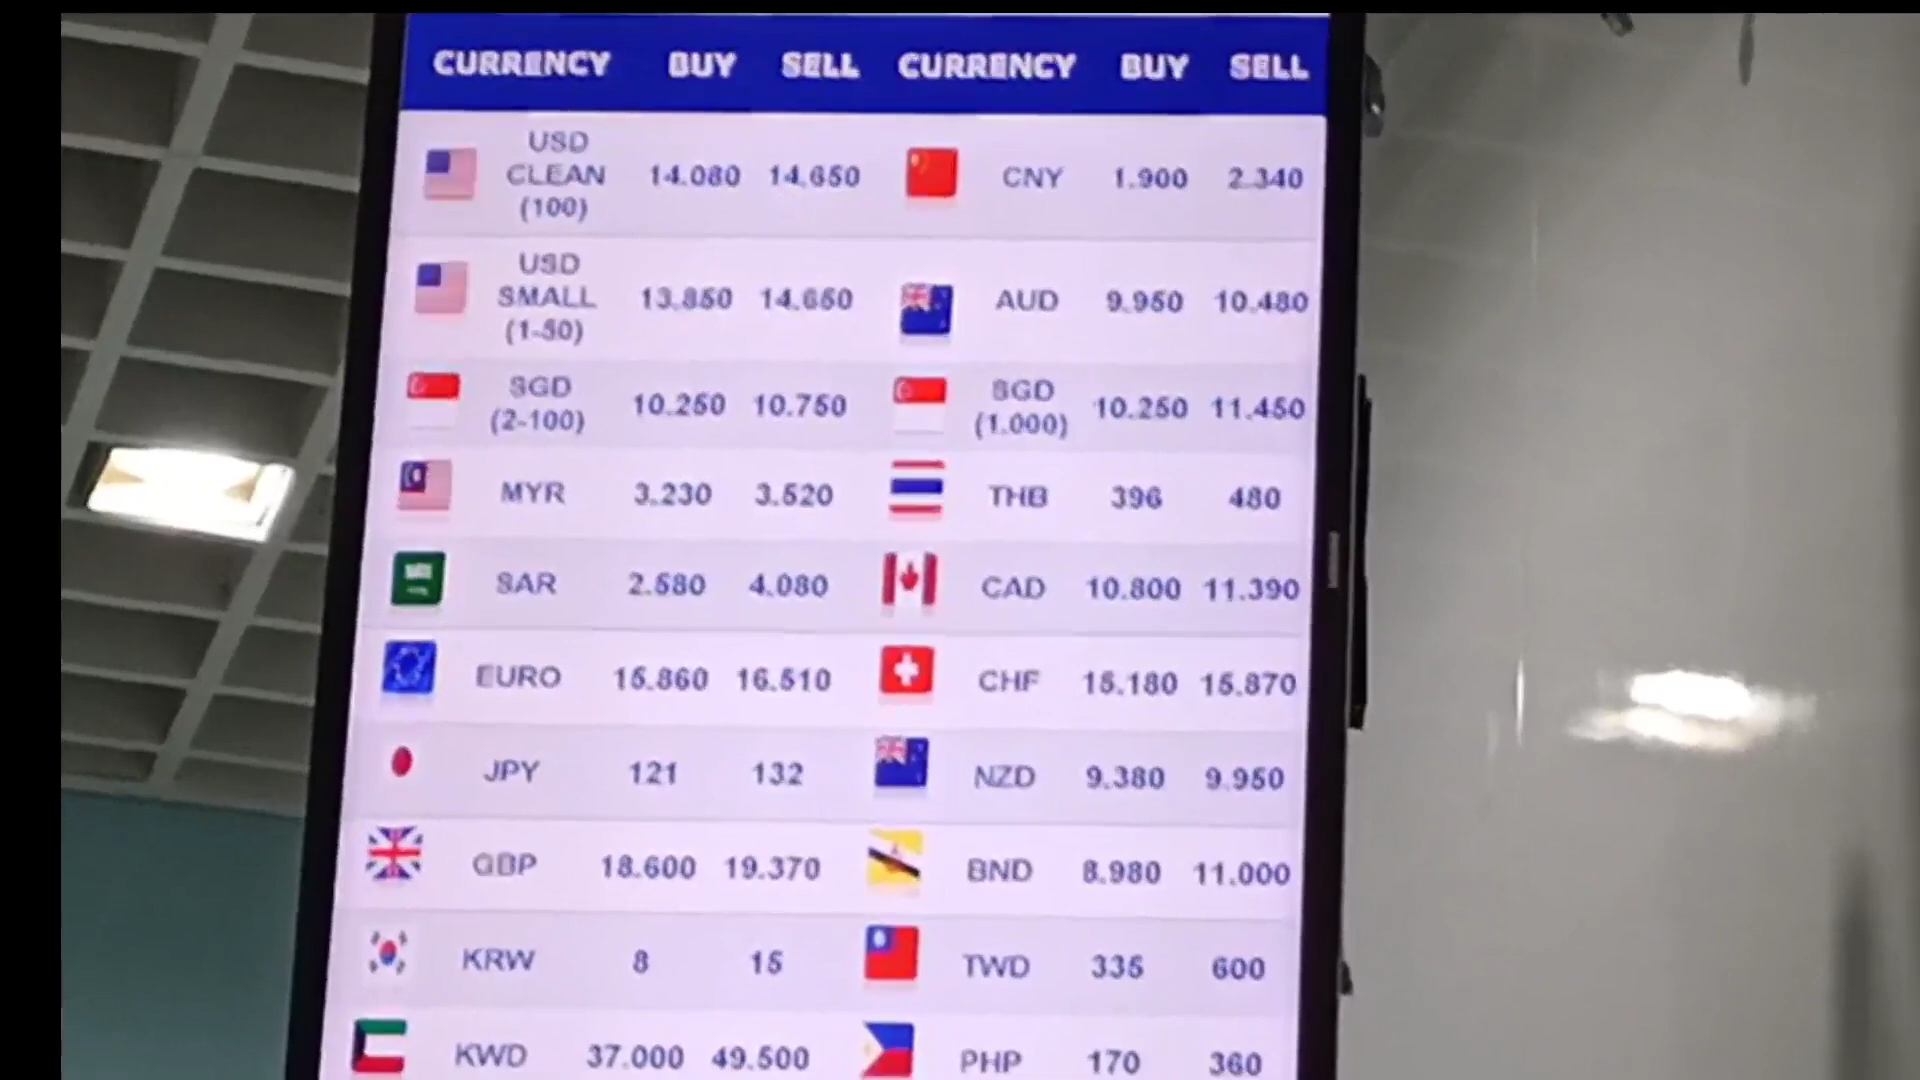 CURRENCY BUY SELL CURRENCY BUY SELL
USD
CLEAN 14.080 14.650 CNY 1.900 2.340
(100)
USD
SMALL 13.850 14.650 AUD 9.950 10.480
(1-50)
SGD
(2-100) 10.250 10.750 SGD
(1.000) 10.250 11.450
MYR 3.230 3.520 THB 396 480
SAR 2.580 4.080 CAD 10.800 11.390
EURO 15.860 16.510 CHF 15.180 15.870
JPY 121 132 NZD 9.380 9.950
GBP 18.600 19.370 BND 8.980 11.000
KRW 8 15 TWD 335 600
KWD 37.000 49.500 PHP 170 360